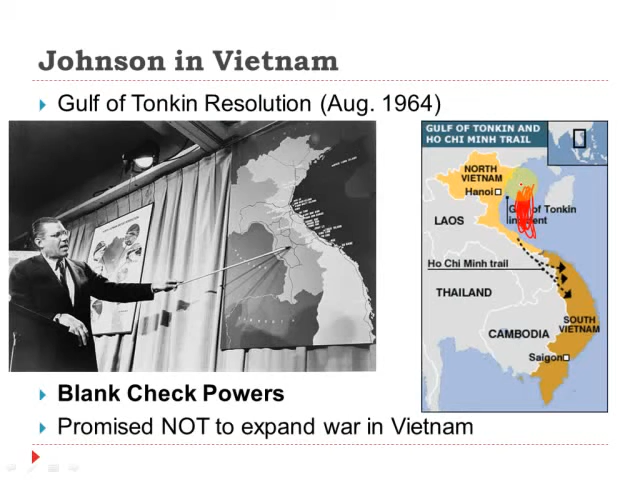 Johnson in Vietnam
Gulf of Tonkin Resolution (Aug. 1964)
GULF OF TONKIN AND
HO CHI MINH TRAIL
NORTH
VIETNAM
Hanoi
of Tonkin
LAOS
Ho Chi Minh trail
THAILAND
SOUTH
VIETNAM
CAMBODIA
Saigon
Blank Check Powers
Promised NOT to expand war in Vietnam